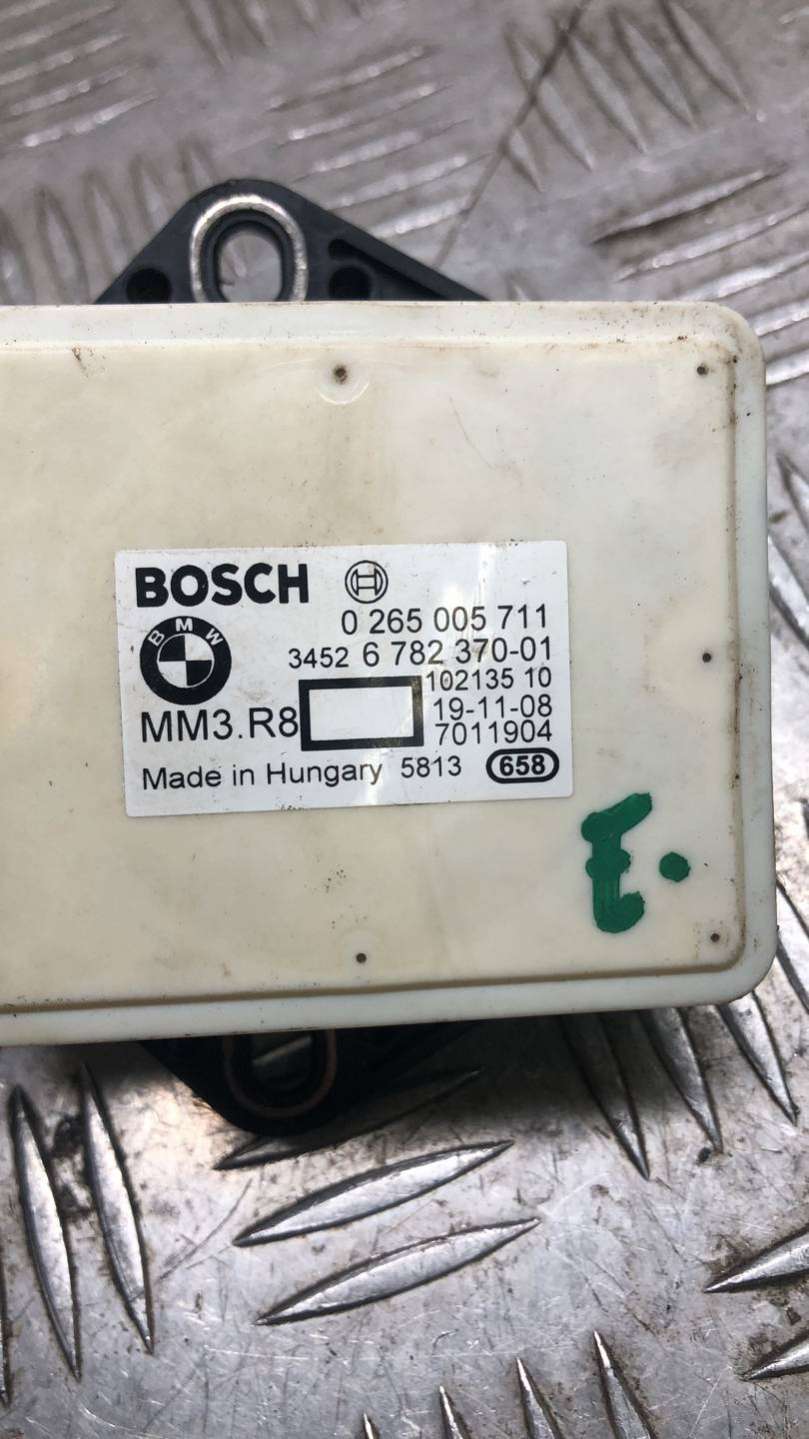 BOSCH
0 265 005 711
BMW
3452 6 782 370-01
102135 10
19-11-08
MM3.R8
7011904
Made in Hungary 5813 658